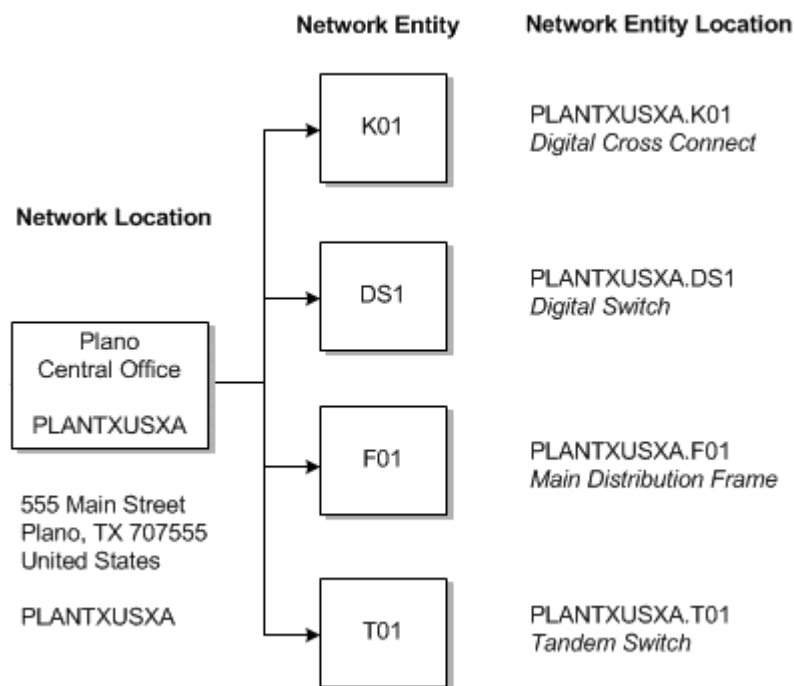 Network Entity
Network Entity Location
K01
PLANTXUSXA.K01
Digital Cross Connect
Network Location
DS1
PLANTXUSXA.DS1
Digital Switch
Plano
Central Office
PLANTXUSXA
F01
PLANTXUSXA.F01
Main Distribution Frame
555 Main Street
Plano, TX 707555
United States
PLANTXUSXA
T01
PLANTXUSXA.T01
Tandem Switch